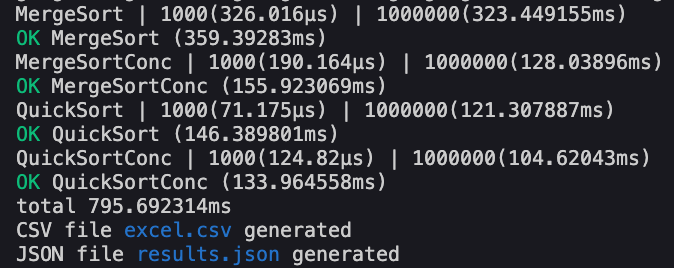 MergeSort | 1000(326.016µs) | 1000000(323.449155ms)
OK MergeSort (359.39283ms)
MergeSortConc | 1000(190.164µs) | 1000000(128.03896ms)
OK MergeSortConc (155.923069ms)
QuickSort | 1000(71.175µs) | 1000000(121.307887ms)
OK QuickSort (146.389801ms)
QuickSortConc | 1000(124.82µs) | 1000000(104.62043ms)
OK QuickSortConc (133.964558ms)
total 795.692314ms
CSV file excel.csv generated
JSON file results.json generated